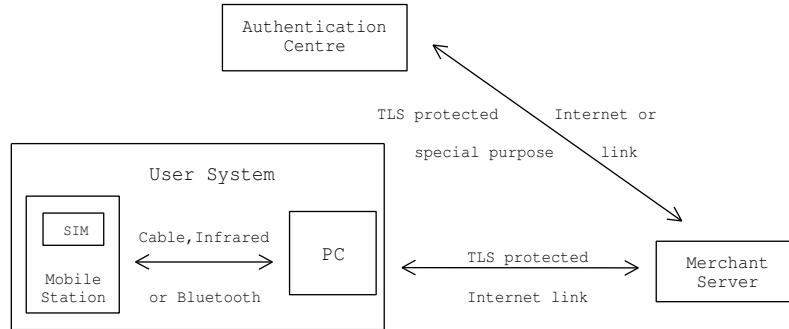 Authentication
Centre
TLS protected Internet or
special purpose link
User System
SIM
Mobile
Station
Cable,Infrared
or Bluetooth
PC
TLS protected
Internet link
Merchant
Server